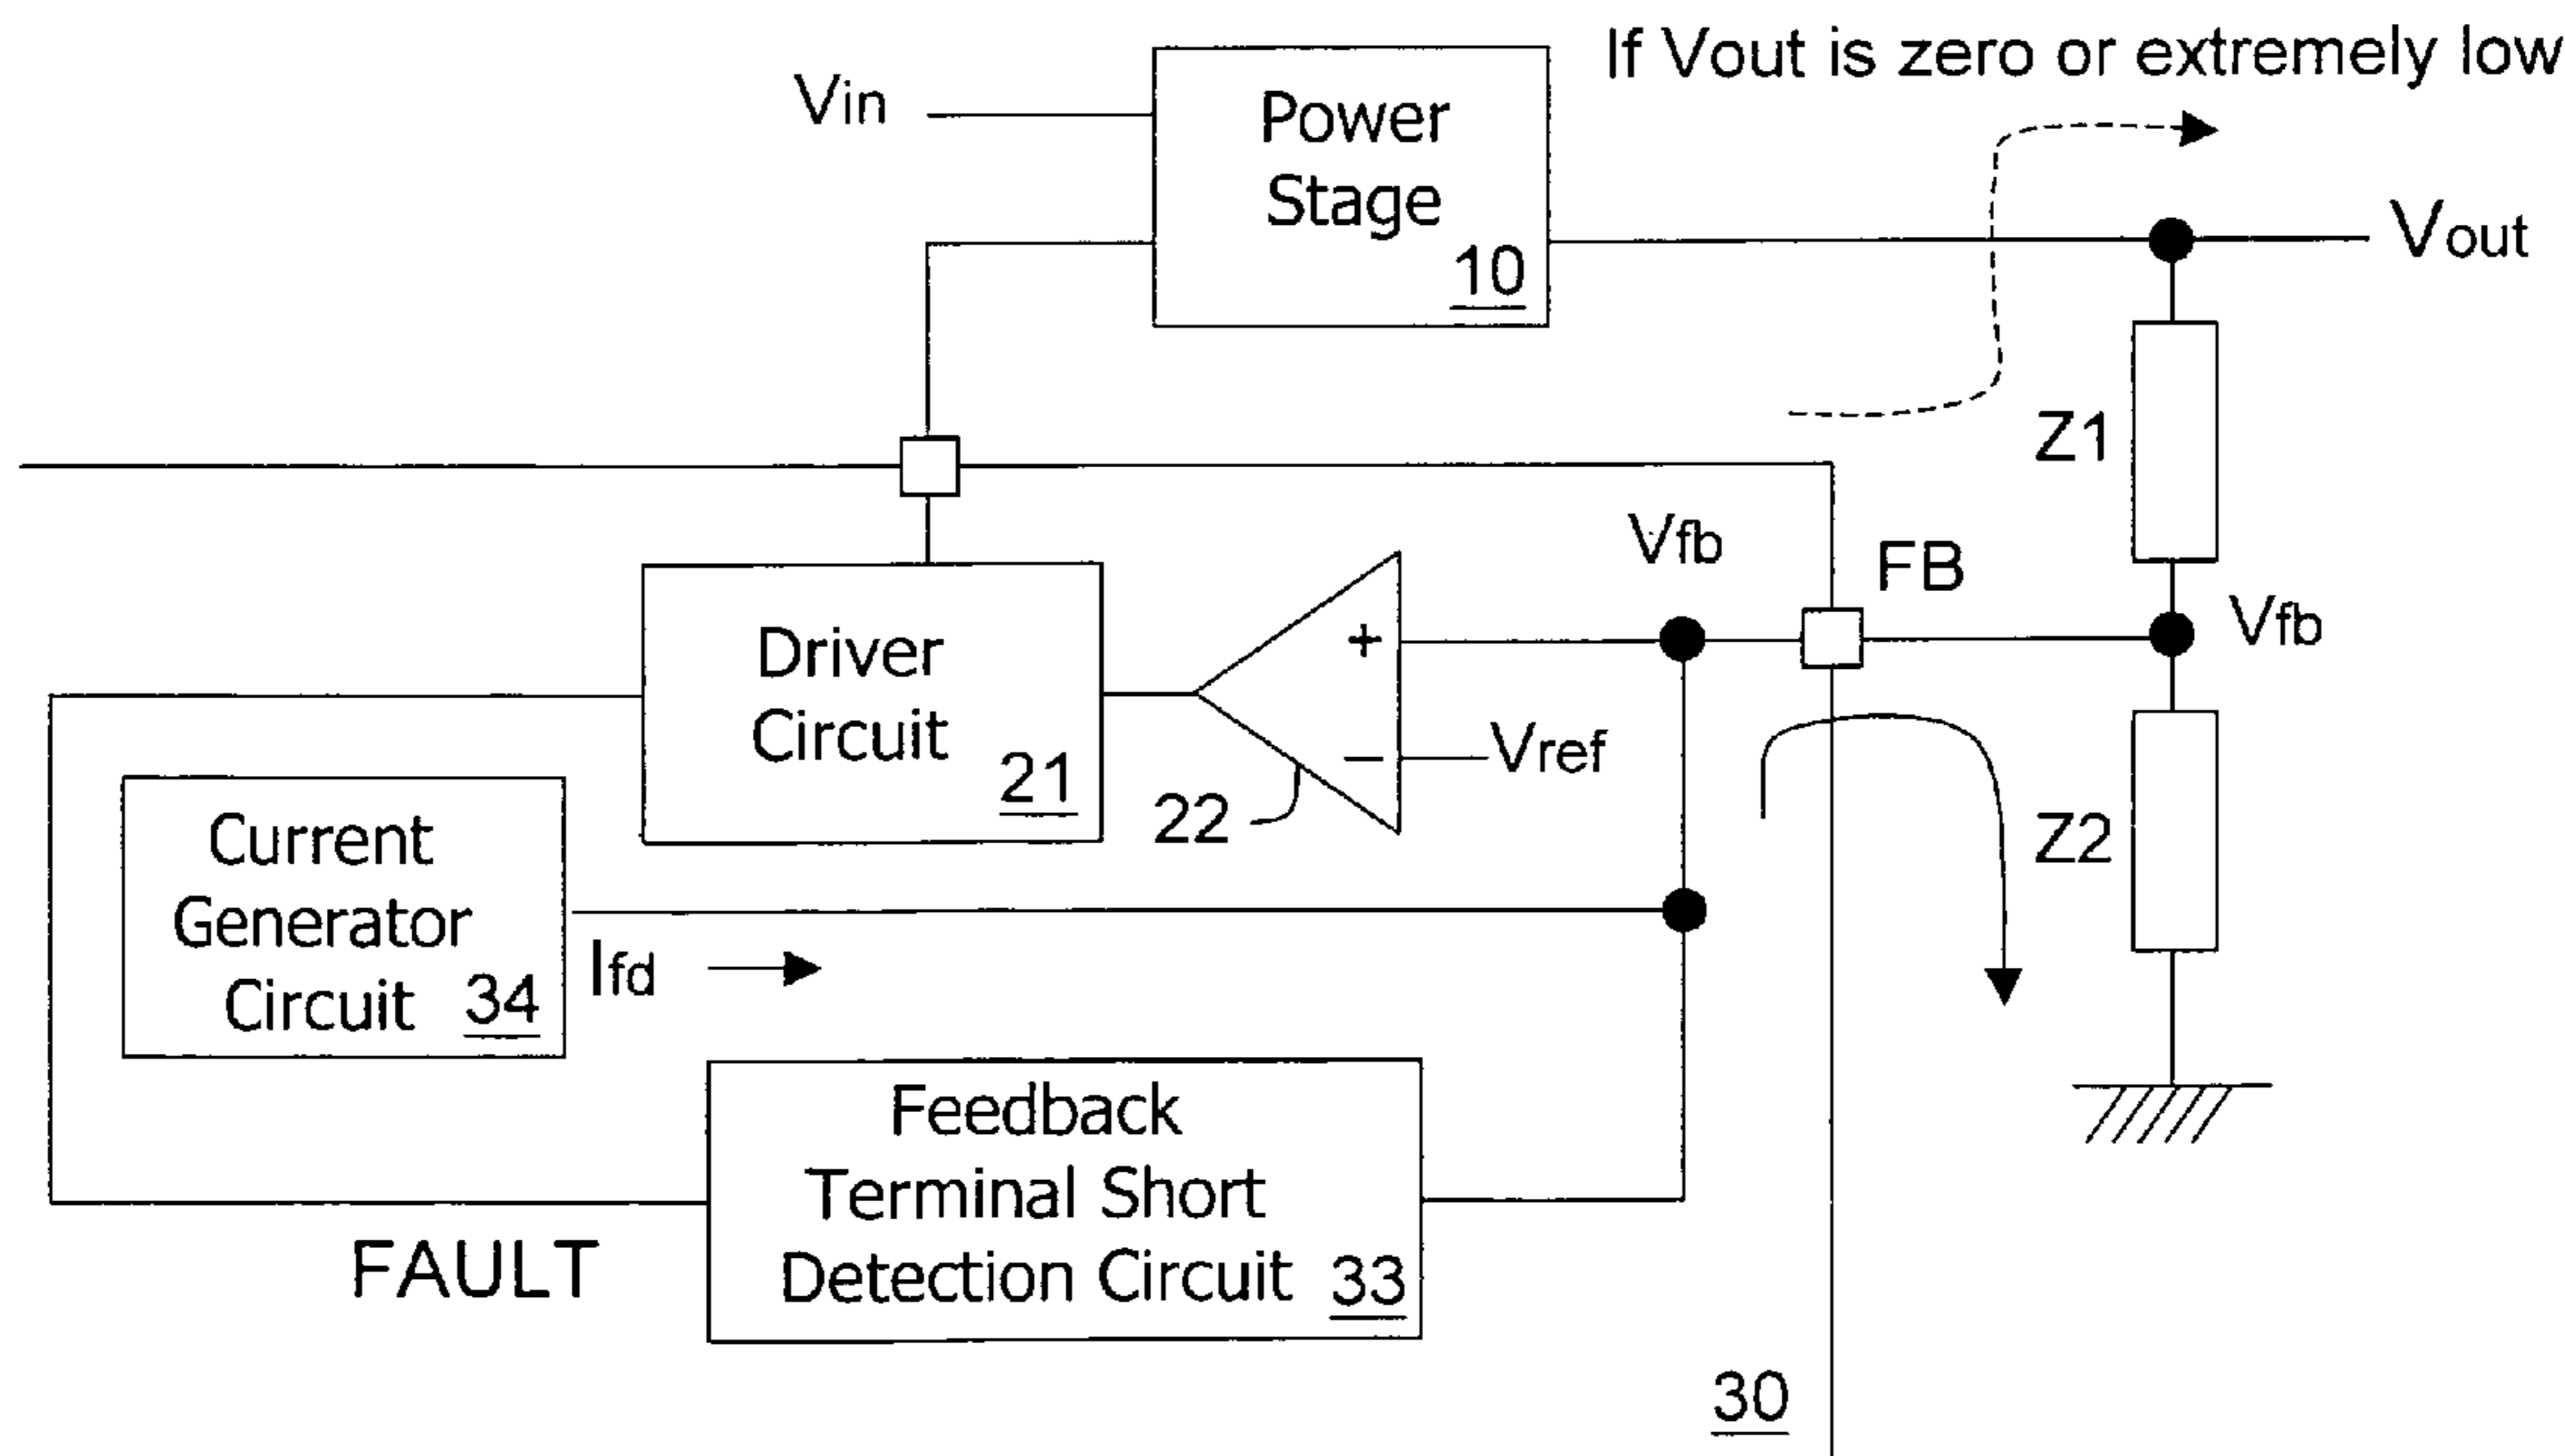 If Vout is zero or extremely low
Vin
Power
Stage
10
Vout
Z1
Vfb
FB
Vfb
Driver
Circuit
21
+
−
Vref
22
Z2
Current
Generator
Circuit
34
Ifd
Feedback
Terminal Short
Detection Circuit
33
FAULT
30